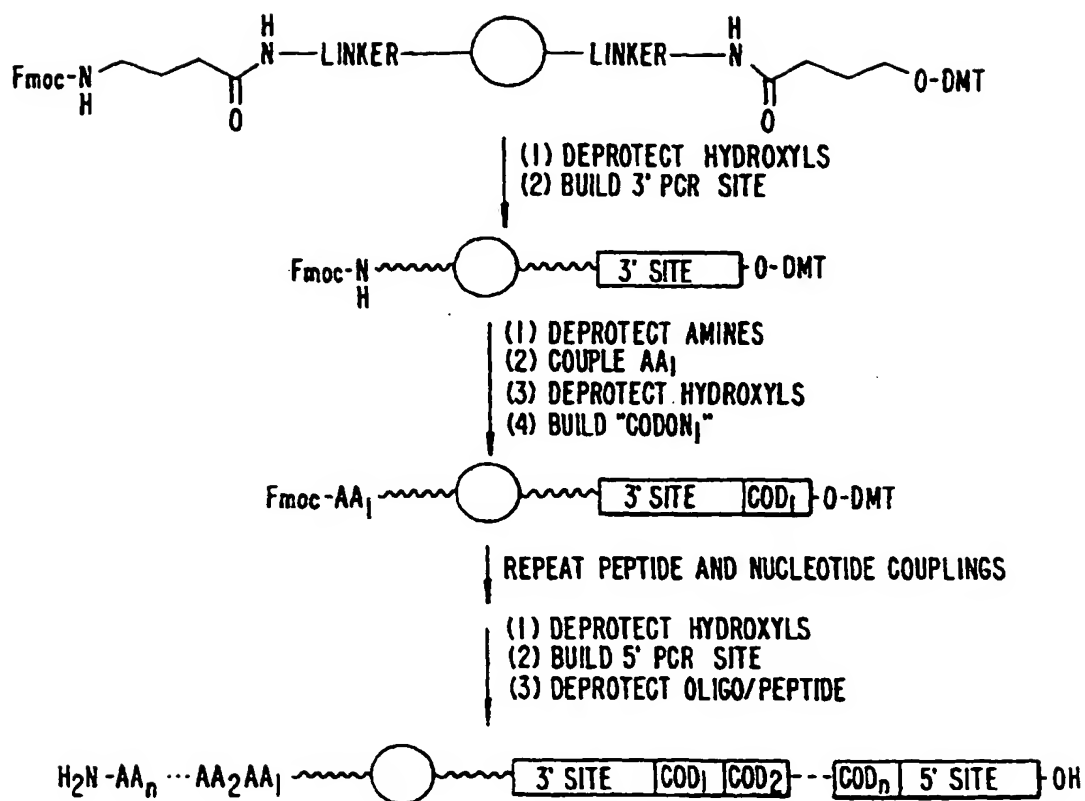 H H
Fmoc-N N—LINKER LINKER—N O-DMT
H O O
(1) DEPROTECT HYDROXYLS
(2) BUILD 3' PCR SITE
Fmoc-N 3' SITE O-DMT
H
(1) DEPROTECT AMINES
(2) COUPLE AA1
(3) DEPROTECT HYDROXYLS
(4) BUILD "CODON1"
Fmoc-AA1 3' SITE COD1 O-DMT
REPEAT PEPTIDE AND NUCLEOTIDE COUPLINGS
(1) DEPROTECT HYDROXYLS
(2) BUILD 5' PCR SITE
(3) DEPROTECT OLIGO/PEPTIDE
H2N-AAn ···AA2AA1 3' SITE COD1 COD2 --- CODn 5' SITE OH